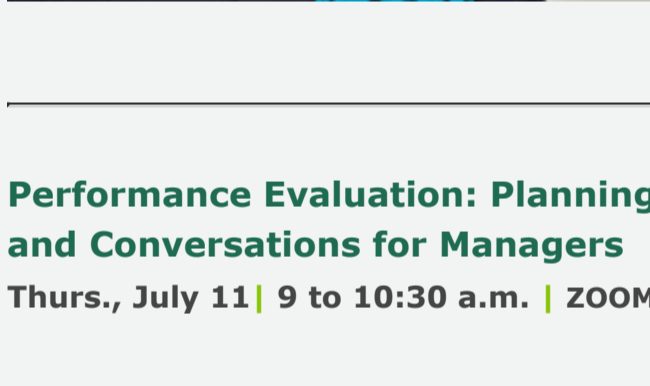 Performance Evaluation: Planning
and Conversations for Managers
Thurs., July 11| 9 to 10:30 a.m. | ZOOM